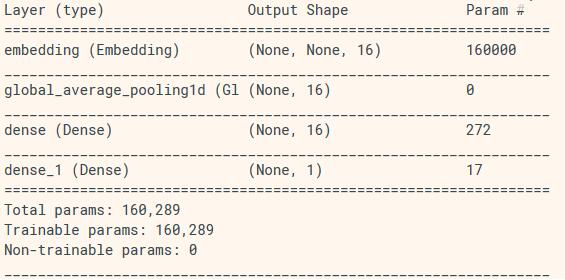 Layer (type) Output Shape Param #
=================================================================
embedding (Embedding) (None, None, 16) 160000
_________________________________________________________________
global_average_pooling1d (Gl (None, 16) 0
_________________________________________________________________
dense (Dense) (None, 16) 272
_________________________________________________________________
dense_1 (Dense) (None, 1) 17
=================================================================
Total params: 160,289
Trainable params: 160,289
Non-trainable params: 0
_________________________________________________________________